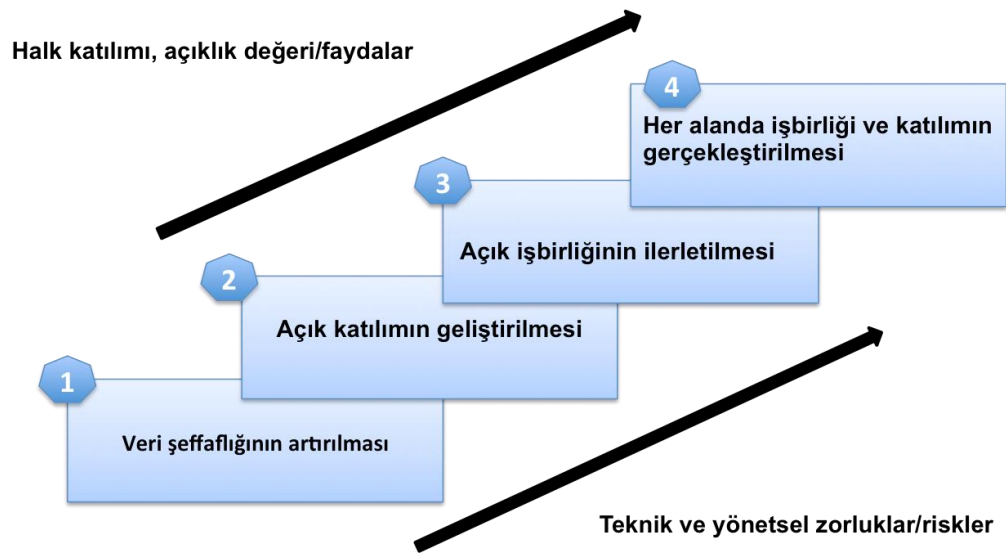 Halk katılımı, açıklık değeri/faydalar
4
Her alanda işbirliği ve katılımın
gerçekleştirilmesi
3
Açık işbirliğinin ilerletilmesi
2
Açık katılımın geliştirilmesi
1
Veri şeffaflığının artırılması
Teknik ve yönetsel zorluklar/riskler